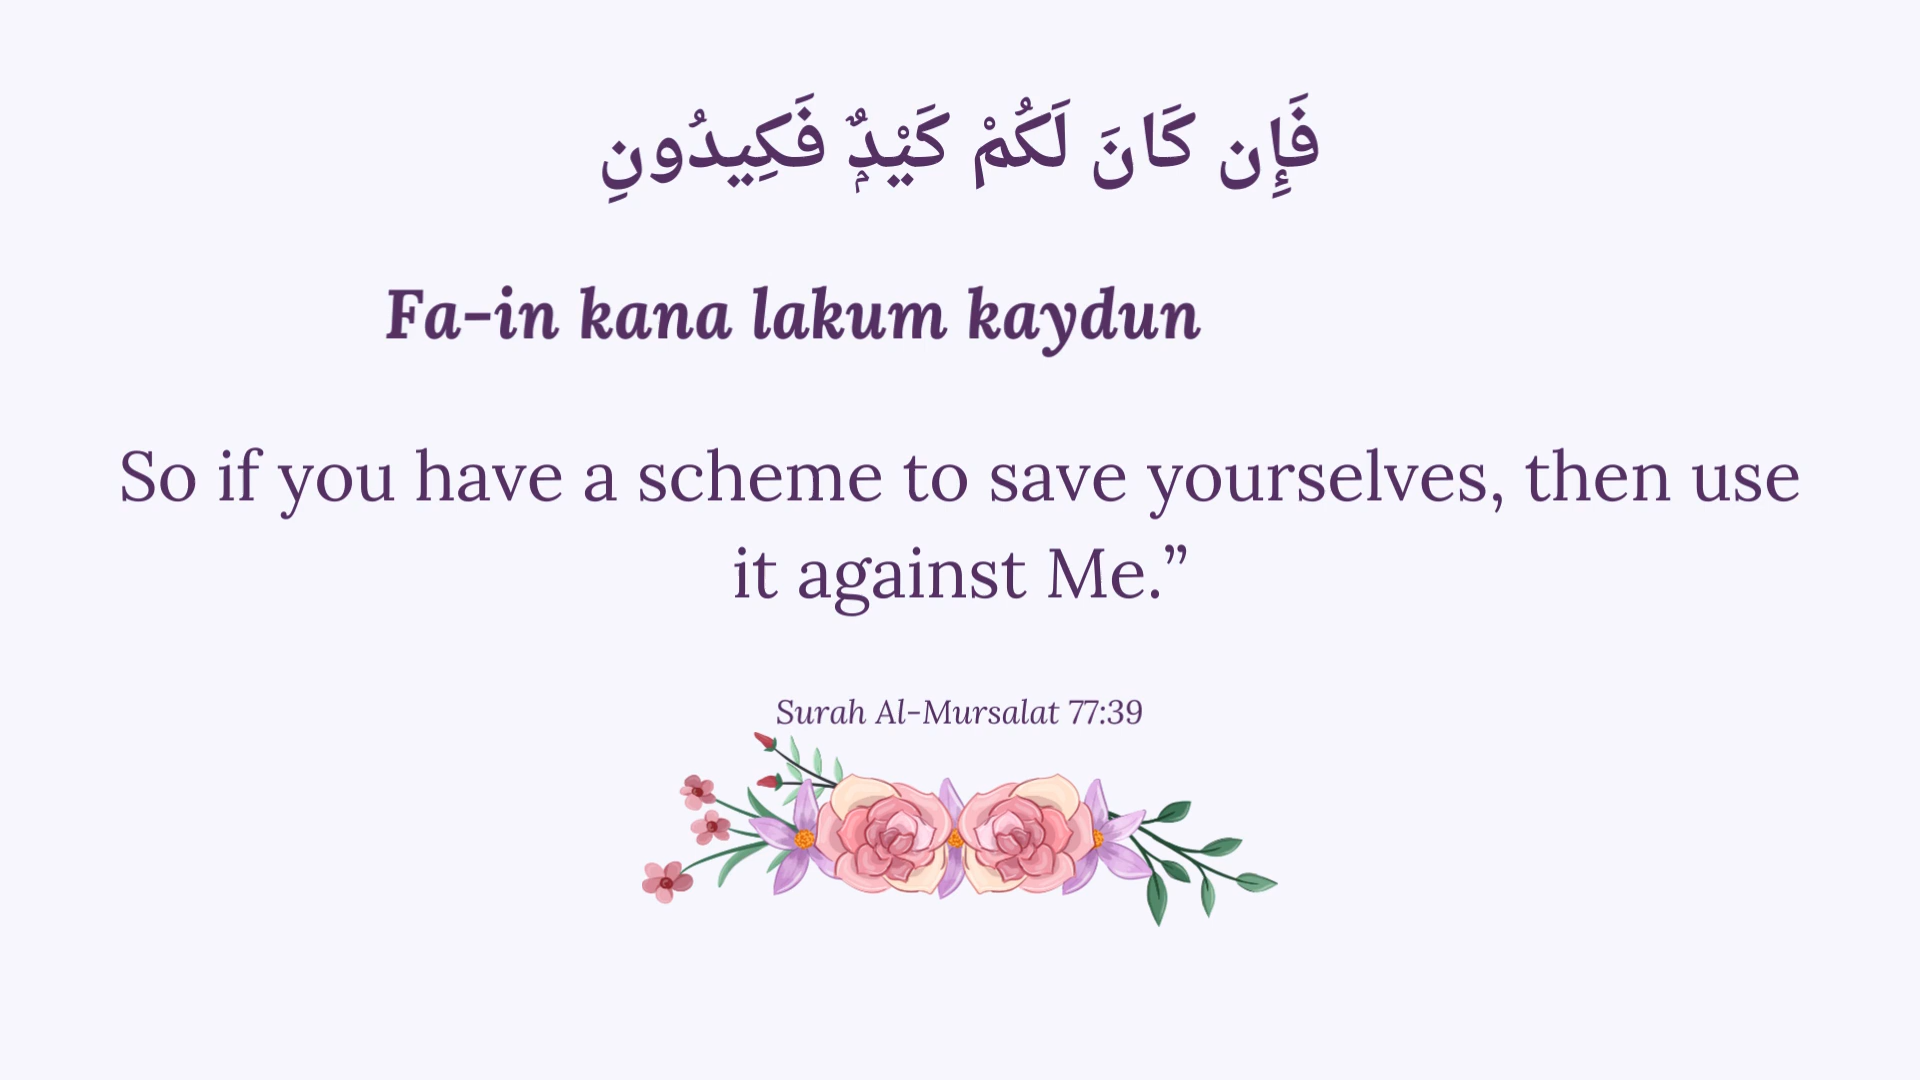 فَإِن كَانَ لَكُمْ كَيْدٌۭ فَكِيدُونِ
Fa-in kana lakum kaydun
So if you have a scheme to save yourselves, then use
it against Me.”
Surah Al-Mursalat 77:39